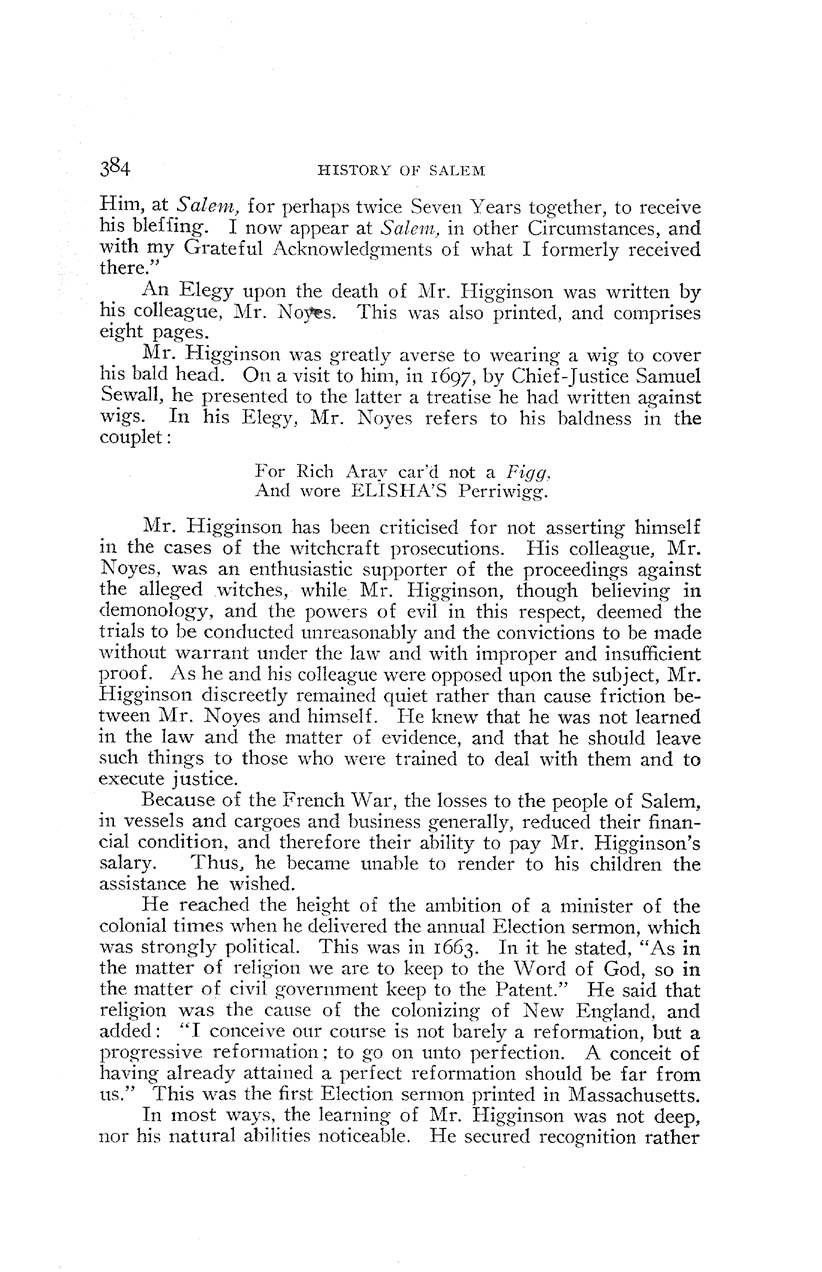 384 HISTORY OF SALEM
Him, at Salem, for perhaps twice Seven Years together, to receive
his bleffing. I now appear at Salem, in other Circumstances, and
with my Grateful Acknowledgments of what I formerly received
there.”
An Elegy upon the death of Mr. Higginson was written by
his colleague, Mr. Noyes. This was also printed, and comprises
eight pages.
Mr. Higginson was greatly averse to wearing a wig to cover
his bald head. On a visit to him, in 1697, by Chief-Justice Samuel
Sewall, he presented to the latter a treatise he had written against
wigs. In his Elegy, Mr. Noyes refers to his baldness in the
couplet:
For Rich Aray car'd not a Figg,
And wore ELISHA'S Perriwigg.
Mr. Higginson has been criticised for not asserting himself
in the cases of the witchcraft prosecutions. His colleague, Mr.
Noyes, was an enthusiastic supporter of the proceedings against
the alleged witches, while Mr. Higginson, though believing in
demonology, and the powers of evil in this respect, deemed the
trials to be conducted unreasonably and the convictions to be made
without warrant under the law and with improper and insufficient
proof. As he and his colleague were opposed upon the subject, Mr.
Higginson discreetly remained quiet rather than cause friction be-
tween Mr. Noyes and himself. He knew that he was not learned
in the law and the matter of evidence, and that he should leave
such things to those who were trained to deal with them and to
execute justice.
Because of the French War, the losses to the people of Salem,
in vessels and cargoes and business generally, reduced their finan-
cial condition, and therefore their ability to pay Mr. Higginson's
salary. Thus, he became unable to render to his children the
assistance he wished.
He reached the height of the ambition of a minister of the
colonial times when he delivered the annual Election sermon, which
was strongly political. This was in 1663. In it he stated, “As in
the matter of religion we are to keep to the Word of God, so in
the matter of civil government keep to the Patent.” He said that
religion was the cause of the colonizing of New England, and
added: “I conceive our course is not barely a reformation, but a
progressive reformation; to go on unto perfection. A conceit of
having already attained a perfect reformation should be far from
us.” This was the first Election sermon printed in Massachusetts.
In most ways, the learning of Mr. Higginson was not deep,
nor his natural abilities noticeable. He secured recognition rather